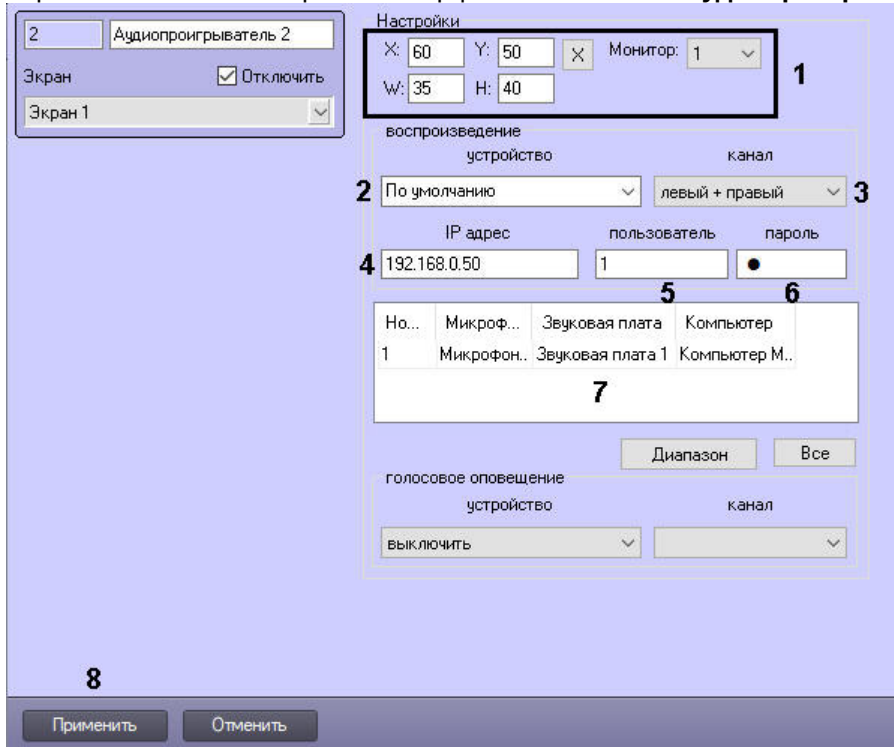 2 Аудиопроигрыватель 2
Экран Отключить
Экран 1
Настройки
X: 60 Y: 50 X Монитор: 1
1
W: 35 H: 40
воспроизведение
устройство канал
2 По умолчанию левый + правый 3
IP адрес пользователь пароль
4 192.168.0.50 1 ●
5 6
Но... Микроф... Звуковая плата Компьютер
1 Микрофон.. Звуковая плата 1 Компьютер М..
7
Диапазон Все
голосовое оповещение
устройство канал
выключить
8
Применить Отменить